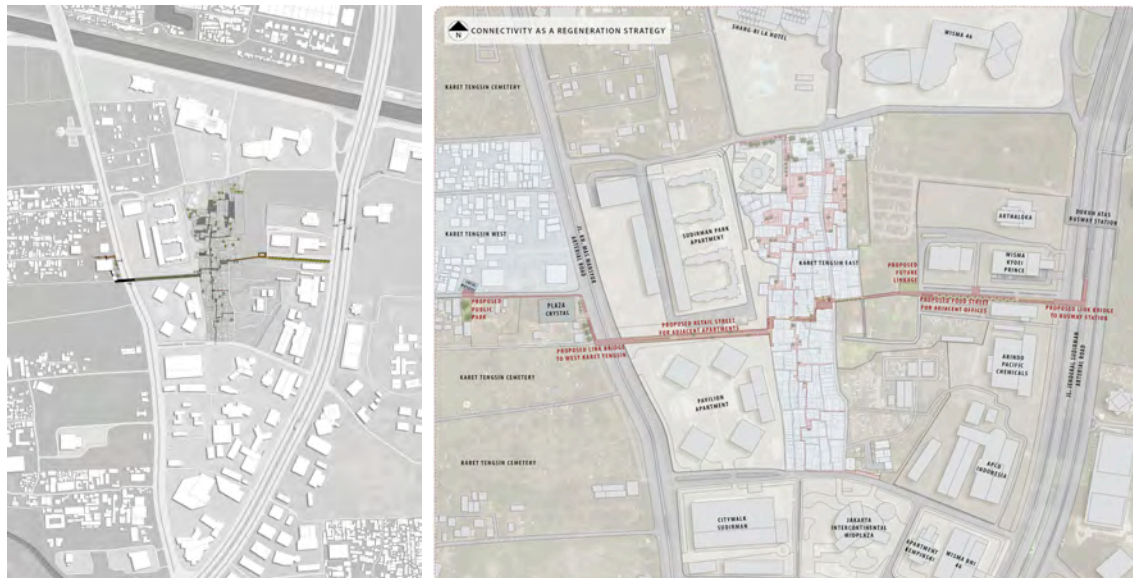 N
CONNECTIVITY AS A REGENERATION STRATEGY
SHANG-RI LA HOTEL
WISMA 46
KARET TENGSIN CEMETERY
ARTHALOKA
DUKUH ATAS
BUSWAY STATION
KARET TENGSIN WEST
SUDIRMAN PARK
APARTMENT
JL. KH. MAS MANSYUR
ARTERIAL ROAD
KARET TENGSIN EAST
WISMA
KYOEI
PRINCE
PROPOSED
FUTURE
LINKAGE
PROPOSED
PUBLIC
PARK
PLAZA
CRYSTAL
PROPOSED RETAIL STREET
FOR ADJACENT APARTMENTS
PROPOSED FOOD STREET
FOR ADJACENT OFFICES
PROPOSED LINK BRIDGE
TO BUSWAY STATION
PROPOSED LINK BRIDGE
TO WEST KARET TENGSIN
KARET TENGSIN CEMETERY
PAVILION
APARTMENT
ARINDO
PACIFIC
CHEMICALS
JL. JENDERAL SUDIRMAN
ARTERIAL ROAD
KARET TENGSIN CEMETERY
INDONESIA
CITYWALK
SUDIRMAN
JAKARTA
INTERCONTINENTAL
MIDPLAZA
APARTMENT
KEMPINSKI
WISMA BNI
46